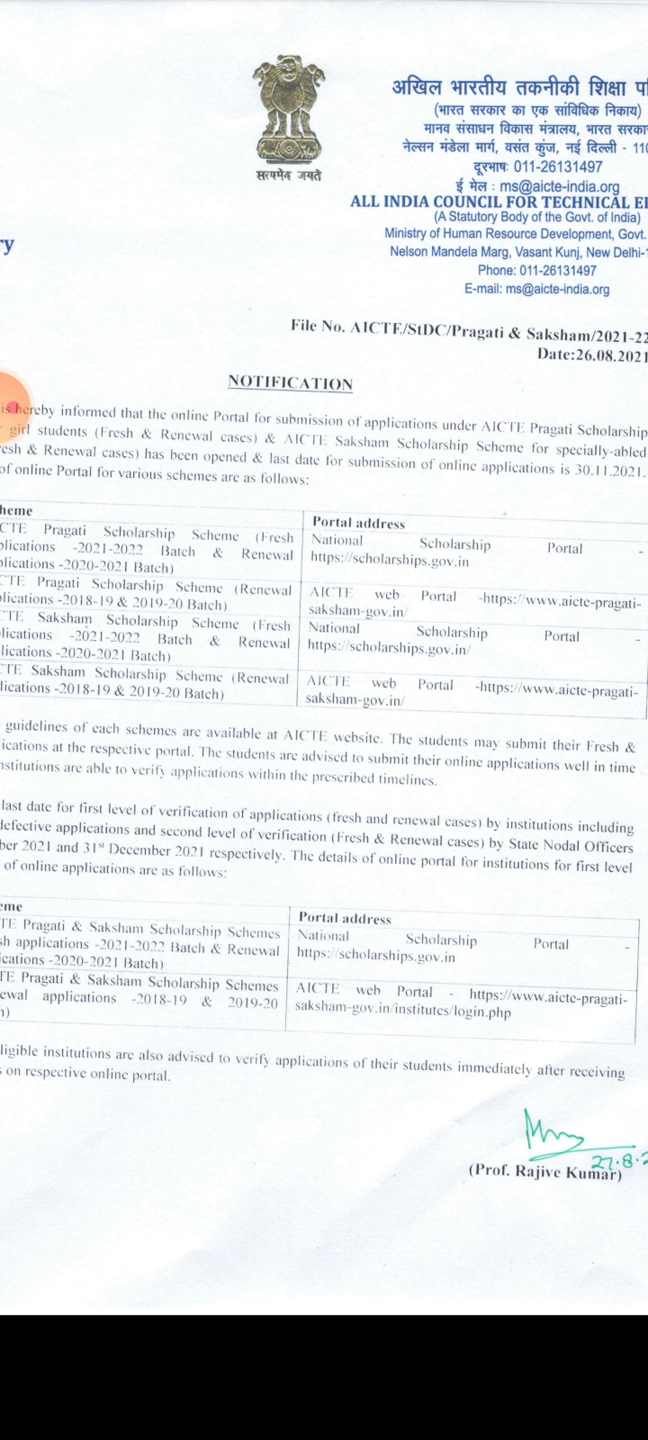 सत्यमेव जयते
अखिल भारतीय तकनीकी शिक्षा
(भारत सरकार का एक सांविधिक निकाय)
मानव संसाधन विकास मंत्रालय, भारत सरकार
नेल्सन मंडेला मार्ग, वसंत कुंज, नई दिल्ली - 110
दूरभाषः 011-26131497
ई मेल : ms@aicte-india.org
ALL INDIA COUNCIL FOR TECHNICAL
(A Statutory Body of the Govt. of India)
ry
Ministry of Human Resource Development, Govt.
Nelson Mandela Marg, Vasant Kunj, New Delhi-1
Phone: 011-26131497
E-mail: ms@aicte-india.org
File No. AICTE/StDC/Pragati & Saksham/2021-22
Date:26.08.2021
NOTIFICATION
is hereby informed that the online Portal for submission of applications under AICTE Pragati Scholarship
girl students (Fresh & Renewal cases) & AICTE Saksham Scholarship Scheme for specially-abled
resh & Renewal cases) has been opened & last date for submission of online applications is 30.11.2021.
of online Portal for various schemes are as follows:
heme
Portal address
CTE Pragati Scholarship Scheme (Fresh
plications -2021-2022 Batch & Renewal
plications -2020-2021 Batch)
National Scholarship Portal -
https://scholarships.gov.in
CTE Pragati Scholarship Scheme (Renewal
plications -2018-19 & 2019-20 Batch)
AICTE web Portal -https://www.aicte-pragati-
saksham-gov.in/
CTE Saksham Scholarship Scheme (Fresh
lications -2021-2022 Batch & Renewal
lications -2020-2021 Batch)
National Scholarship Portal -
https://scholarships.gov.in/
CTE Saksham Scholarship Scheme (Renewal
lications -2018-19 & 2019-20 Batch)
AICTE web Portal -https://www.aicte-pragati-
saksham-gov.in/
guidelines of each schemes are available at AICTE website. The students may submit their Fresh &
ications at the respective portal. The students are advised to submit their online applications well in time
nstitutions are able to verify applications within the prescribed timelines.
last date for first level of verification of applications (fresh and renewal cases) by institutions including
defective applications and second level of verification (Fresh & Renewal cases) by State Nodal Officers
ber 2021 and 31st December 2021 respectively. The details of online portal for institutions for first level
of online applications are as follows:
eme
Portal address
TE Pragati & Saksham Scholarship Schemes
sh applications -2021-2022 Batch & Renewal
ications -2020-2021 Batch)
National Scholarship Portal -
https://scholarships.gov.in
TE Pragati & Saksham Scholarship Schemes
ewal applications -2018-19 & 2019-20
h)
AICTE web Portal - https://www.aicte-pragati-
saksham-gov.in/institutes/login.php
ligible institutions are also advised to verify applications of their students immediately after receiving
s on respective online portal.
27.8.2
(Prof. Rajive Kumar)